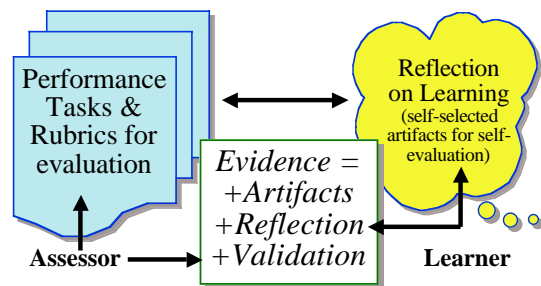 Performance
Tasks &
Rubrics for
evaluation
Reflection
on Learning
(self-selected
artifacts for self-
evaluation)
Evidence =
+Artifacts
+Reflection
+Validation
Assessor
Learner